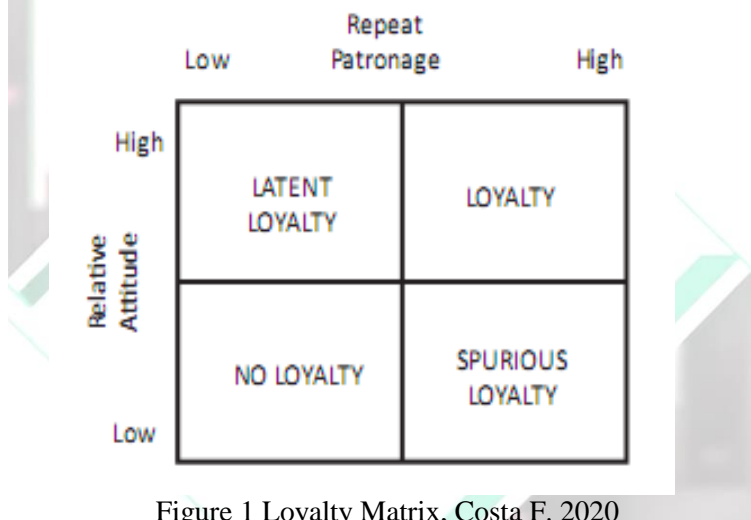 Repeat
Low Patronage High
High
LATENT LOYALTY
LOYALTY
Relative Attitude
NO LOYALTY
SPURIOUS LOYALTY
Low
Figure 1 Loyalty Matrix, Costa F. 2020